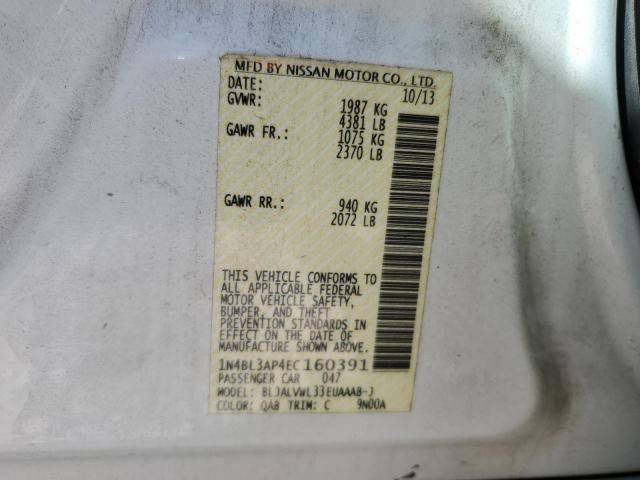 MFD BY NISSAN MOTOR CO., LTD.
DATE: 10/13
GVWR: 1987 KG
4381 LB
GAWR FR.: 1075 KG
2370 LB
GAWR RR.: 940 KG
2072 LB
THIS VEHICLE CONFORMS TO
ALL APPLICABLE FEDERAL
MOTOR VEHICLE SAFETY,
BUMPER, AND THEFT
PREVENTION STANDARDS IN
EFFECT ON THE DATE OF
MANUFACTURE SHOWN ABOVE.
1N4BL3AP4EC160391
PASSENGER CAR 047
MODEL: BLJALVWL33EUAAAB-J
COLOR: QAB TRIM: C 9N00A